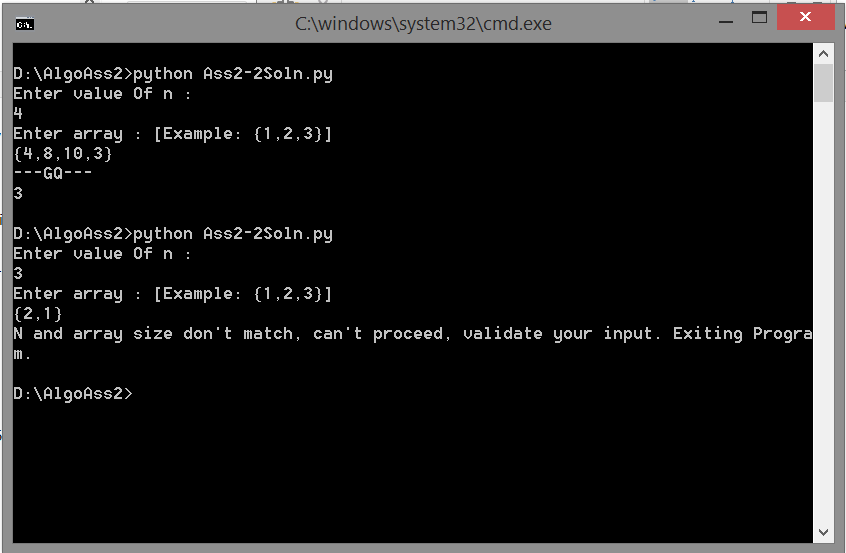 C:\windows\system32\cmd.exe
D:\AlgoAss2>python Ass2-2Soln.py
Enter value Of n :
4
Enter array : [Example: {1,2,3}]
{4,8,10,3}
---GQ---
3
D:\AlgoAss2>python Ass2-2Soln.py
Enter value Of n :
3
Enter array : [Example: {1,2,3}]
{2,1}
N and array size don't match, can't proceed, validate your input. Exiting Progra
m.
D:\AlgoAss2>